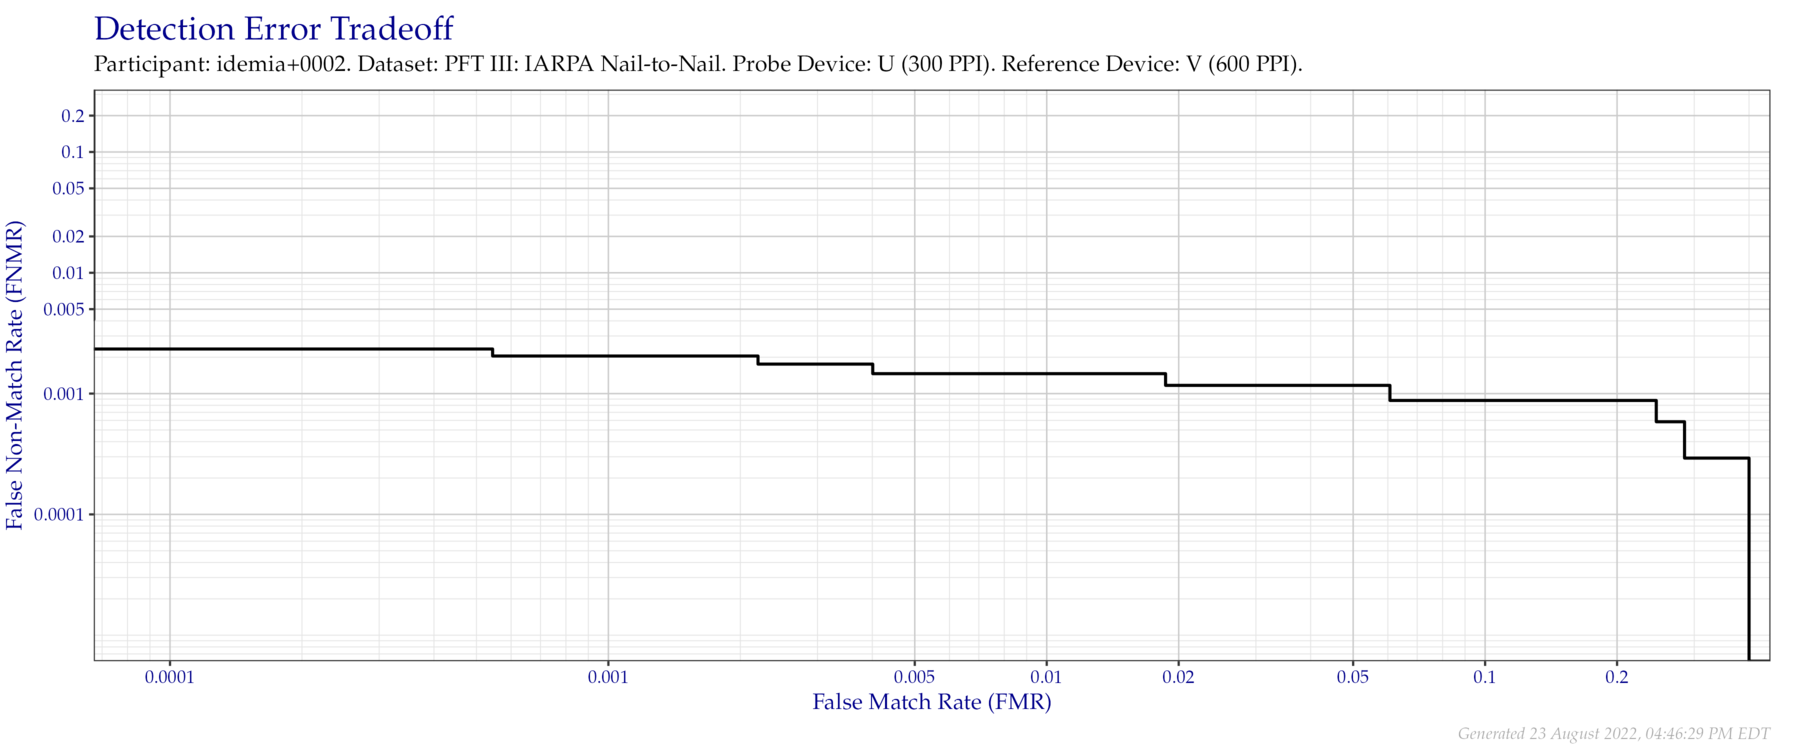 Detection Error Tradeoff
Participant: idemia+0002. Dataset: PFT III: IARPA Nail-to-Nail. Probe Device: U (300 PPI). Reference Device: V (600 PPI).
False Non-Match Rate (FNMR)
0.2
0.1
0.05
0.02
0.01
0.005
0.001
0.0001
0.0001 0.001 0.005 0.01 0.02 0.05 0.1 0.2
False Match Rate (FMR)
Generated 23 August 2022, 04:46:29 PM EDT